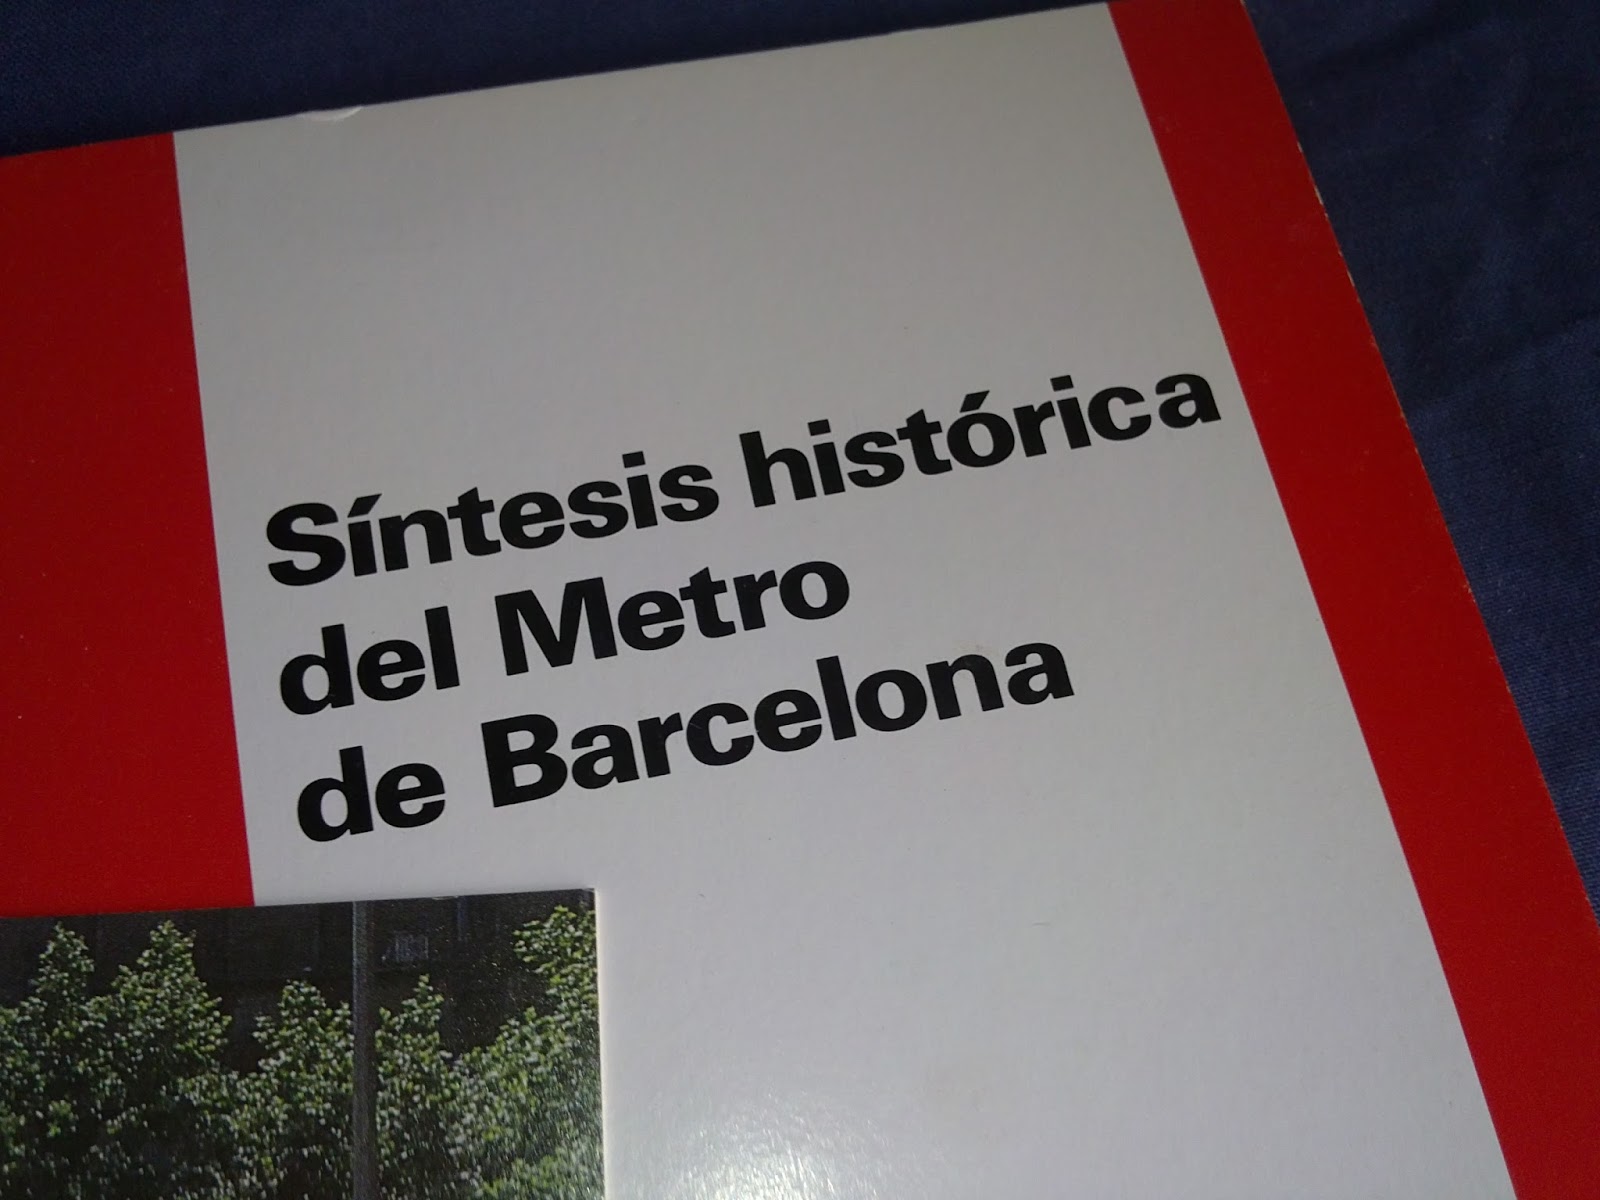 Síntesis histórica
del Metro
de Barcelona